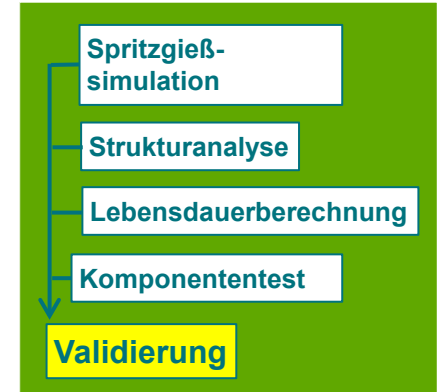 Spritzgieß-
simulation
Strukturanalyse
Lebensdauerberechnung
Komponententest
Validierung